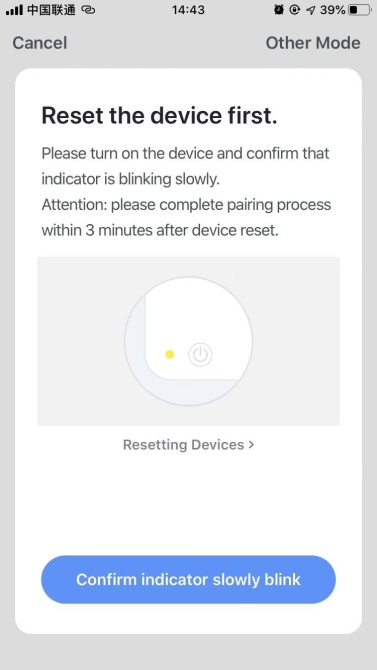 中国联通 14:43 39%
Cancel Other Mode
Reset the device first.
Please turn on the device and confirm that
indicator is blinking slowly.
Attention: please complete pairing process
within 3 minutes after device reset.
Resetting Devices >
Confirm indicator slowly blink